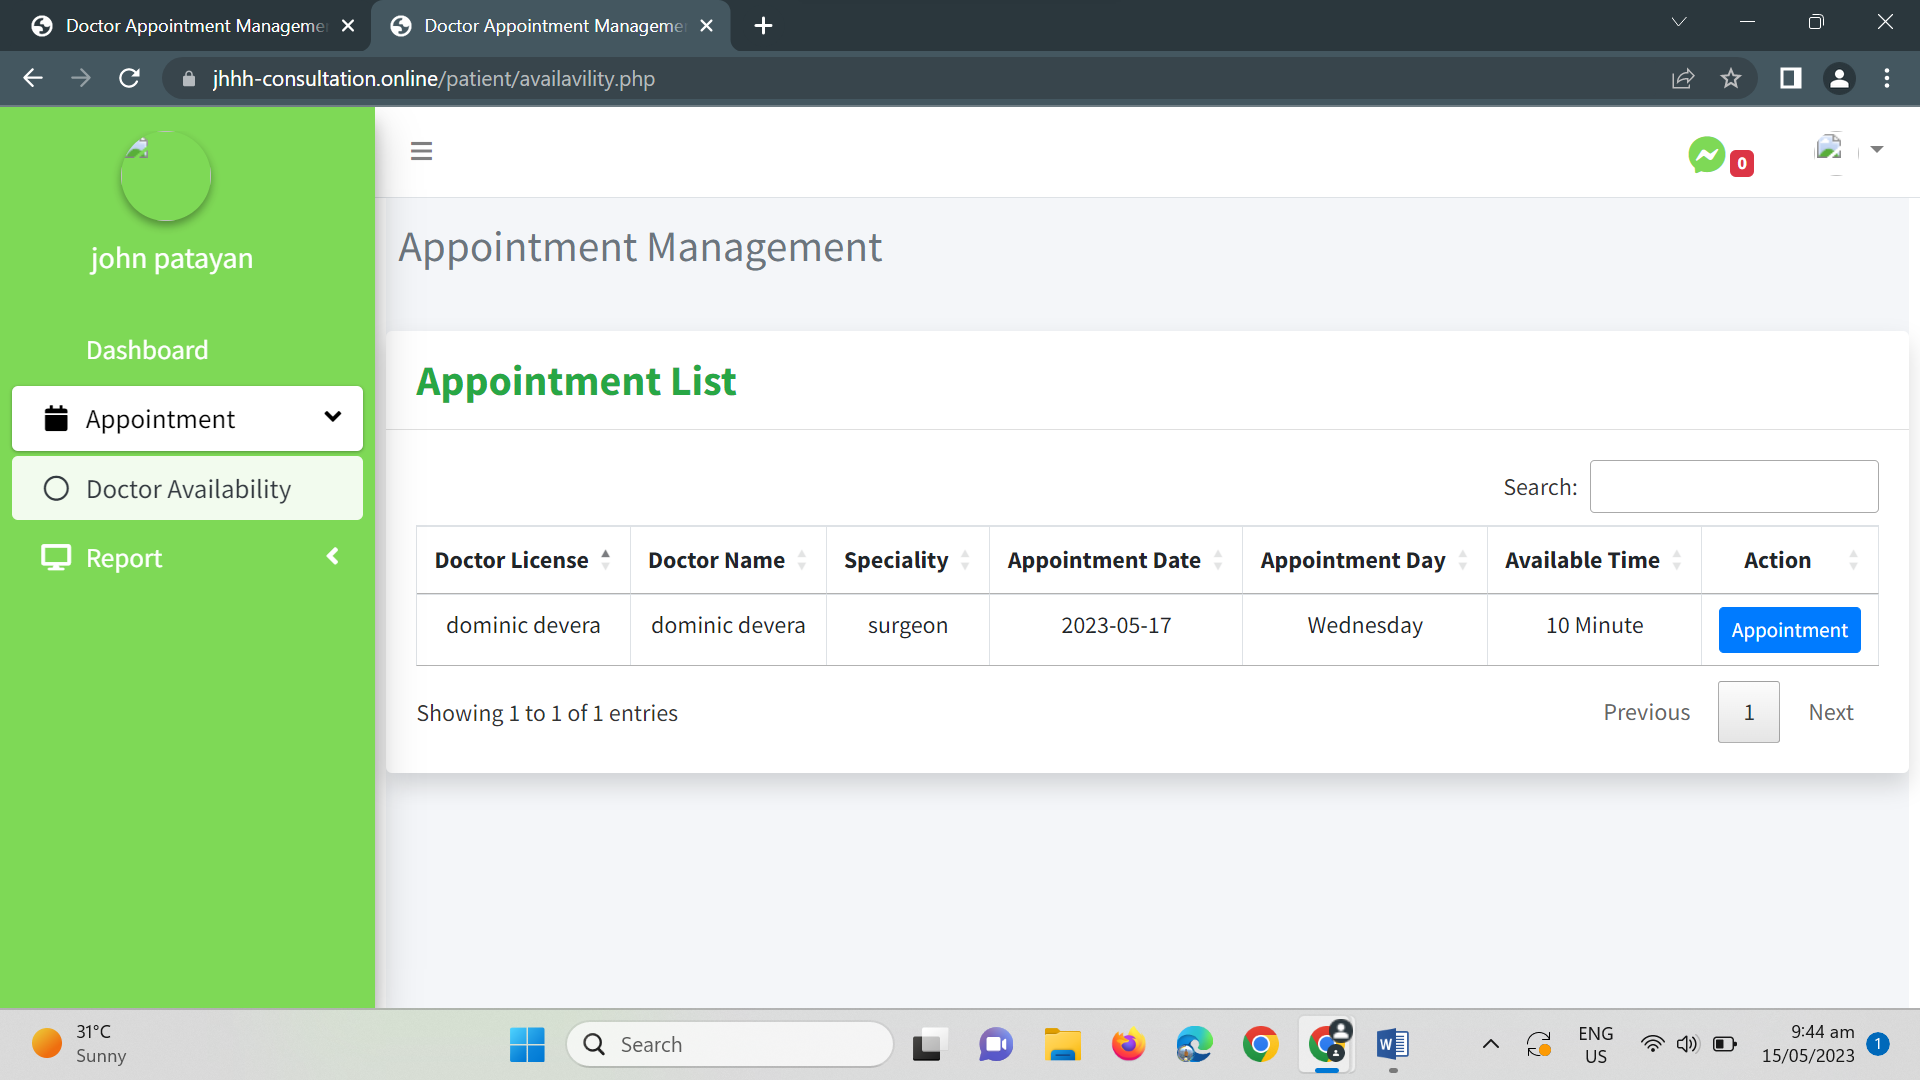 Doctor Appointment Manageme
Doctor Appointment Manageme
jhhh-consultation.online/patient/availavility.php
0
john patayan
Dashboard
Appointment
Doctor Availability
Report
Appointment Management
Appointment List
Search:
Doctor License Doctor Name Speciality Appointment Date Appointment Day Available Time Action
dominic devera dominic devera surgeon 2023-05-17 Wednesday 10 Minute Appointment
Showing 1 to 1 of 1 entries
Previous 1 Next
31°C
Sunny
Search
ENG
US
9:44 am
15/05/2023
1